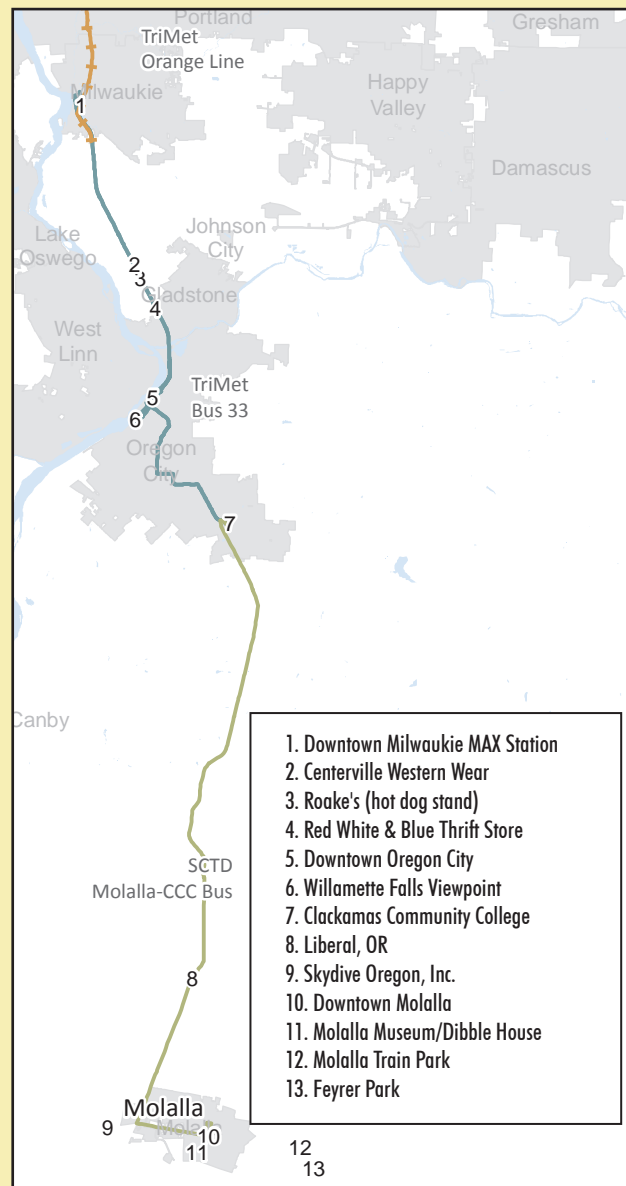 Portland
Gresham
TriMet
Orange Line
Milwaukie
1
Happy
Valley
Damascus
Lake
Oswego
Johnson
City
2
3
Gladstone
4
West
Linn
TriMet
Bus 33
5
6
Oregon
City
7
Canby
1. Downtown Milwaukie MAX Station
2. Centerville Western Wear
3. Roake's (hot dog stand)
4. Red White & Blue Thrift Store
5. Downtown Oregon City
6. Willamette Falls Viewpoint
7. Clackamas Community College
8. Liberal, OR
9. Skydive Oregon, Inc.
10. Downtown Molalla
11. Molalla Museum/Dibble House
12. Molalla Train Park
13. Feyrer Park
SCTD
Molalla-CCC Bus
8
Molalla
9
Molalla
10
11
12
13